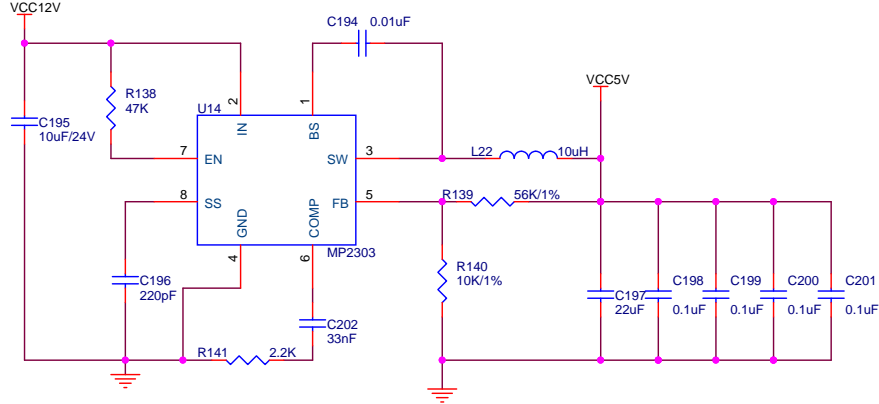 VCC12V
C194 0.01uF
VCC5V
R138
47K
U14
2
1
IN
BS
C195
10uF/24V
7
EN
SW
3
L22
10uH
8
SS
FB
5
R139
56K/1%
GND
COMP
MP2303
4
6
R140
10K/1%
C196
220pF
C197
22uF
C198
0.1uF
C199
0.1uF
C200
0.1uF
C201
0.1uF
C202
33nF
R141
2.2K